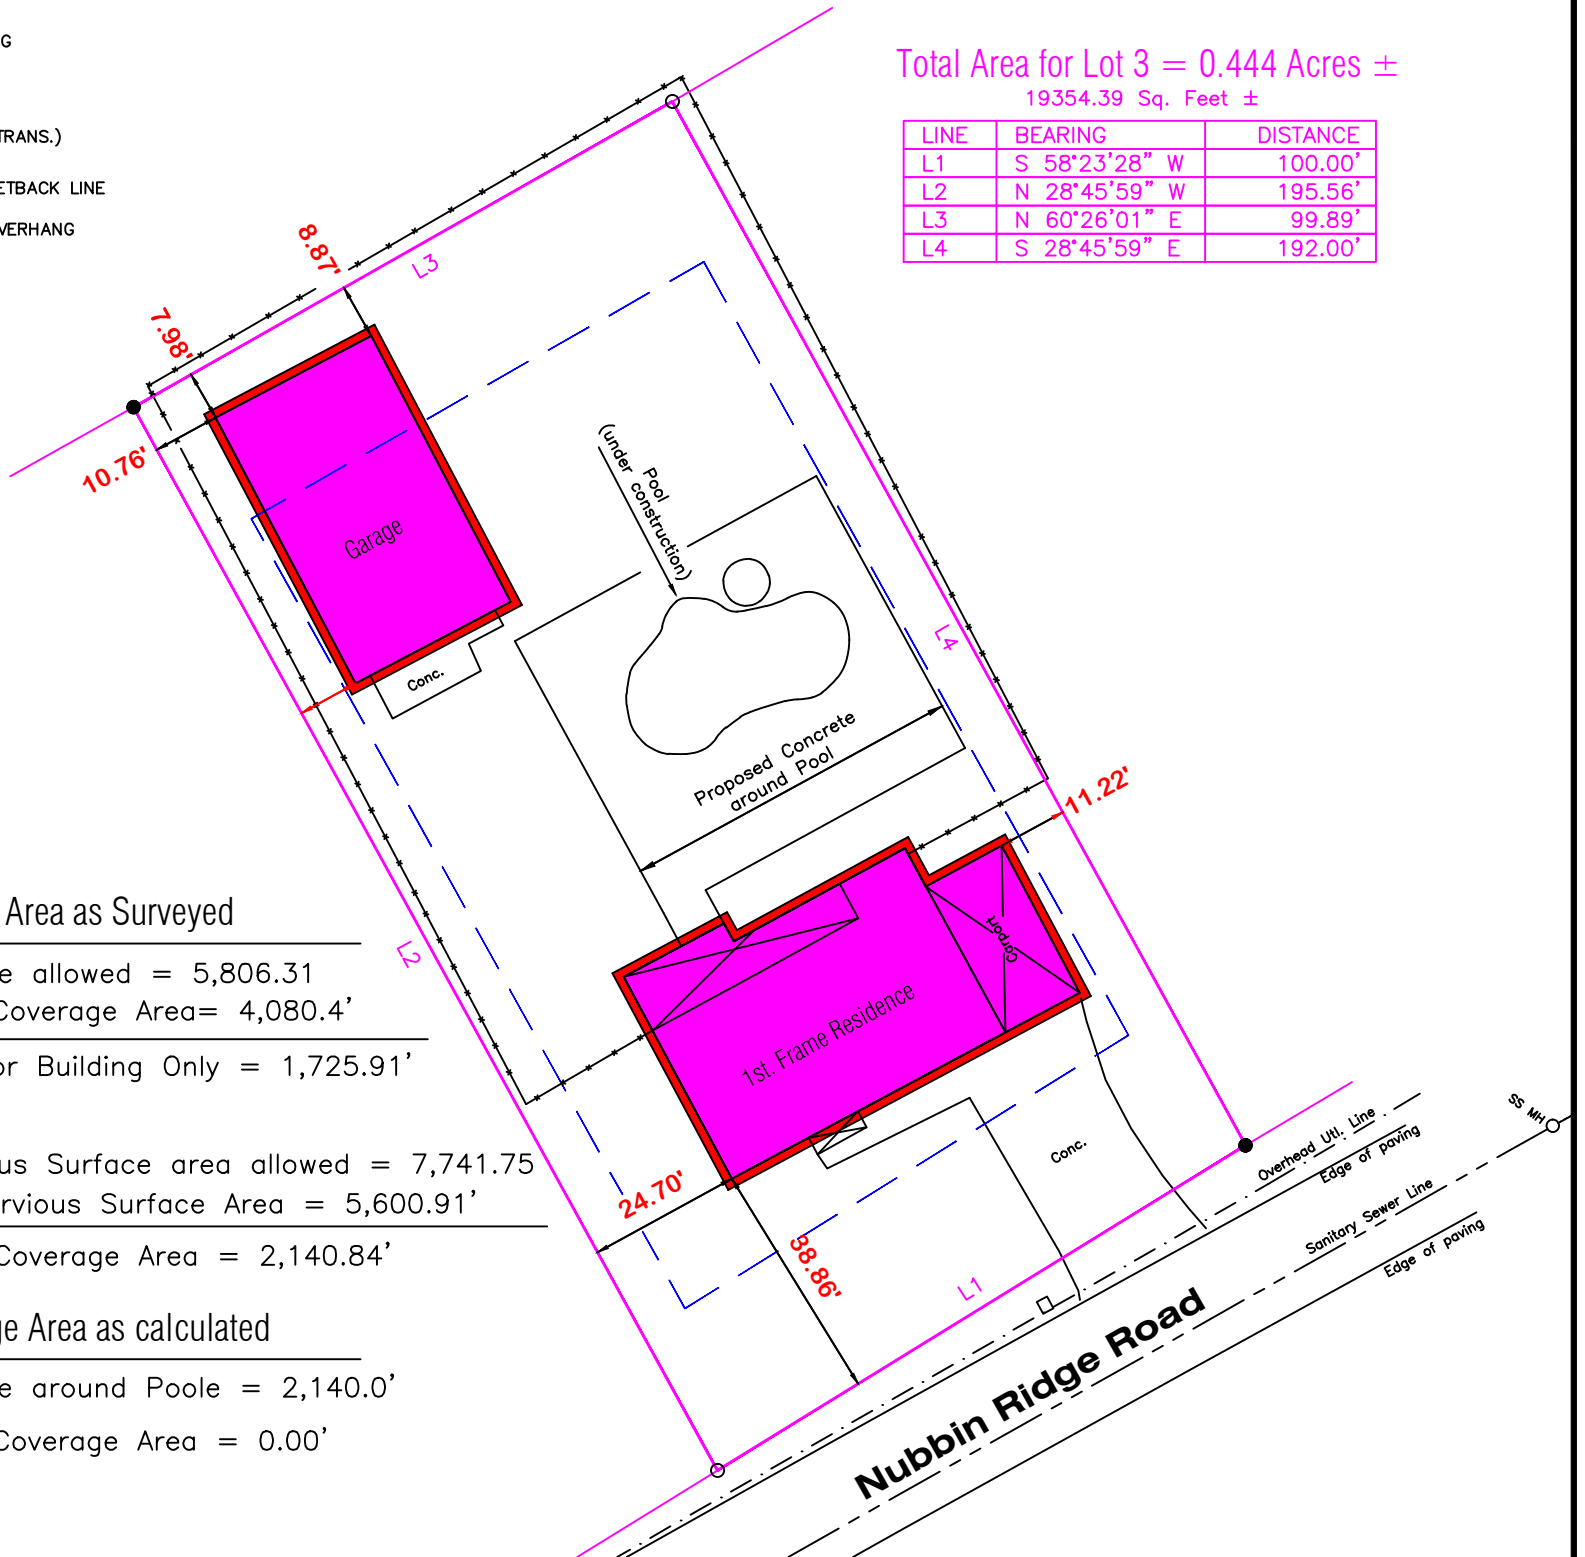 G
TRANS.)
ETBACK LINE
VERHANG
Total Area for Lot 3 = 0.444 Acres ±
19354.39 Sq. Feet ±
LINE BEARING DISTANCE
L1 S 58°23'28" W 100.00'
L2 N 28°45'59" W 195.56'
L3 N 60°26'01" E 99.89'
L4 S 28°45'59" E 192.00'
8.87'
L3
7.98'
10.76'
Garage
Conc.
Pool
(under construction)
L4
Proposed Concrete
around Pool
11.22'
Carport
1st. Frame Residence
L2
24.70'
38.86'
L1
Conc.
Overhead Utl. Line
Edge of paving
SS MH
Sanitary Sewer Line
Edge of paving
Nubbin Ridge Road
Area as Surveyed
e allowed = 5,806.31
Coverage Area= 4,080.4'
or Building Only = 1,725.91'
us Surface area allowed = 7,741.75
rvious Surface Area = 5,600.91'
Coverage Area = 2,140.84'
ge Area as calculated
e around Poole = 2,140.0'
Coverage Area = 0.00'